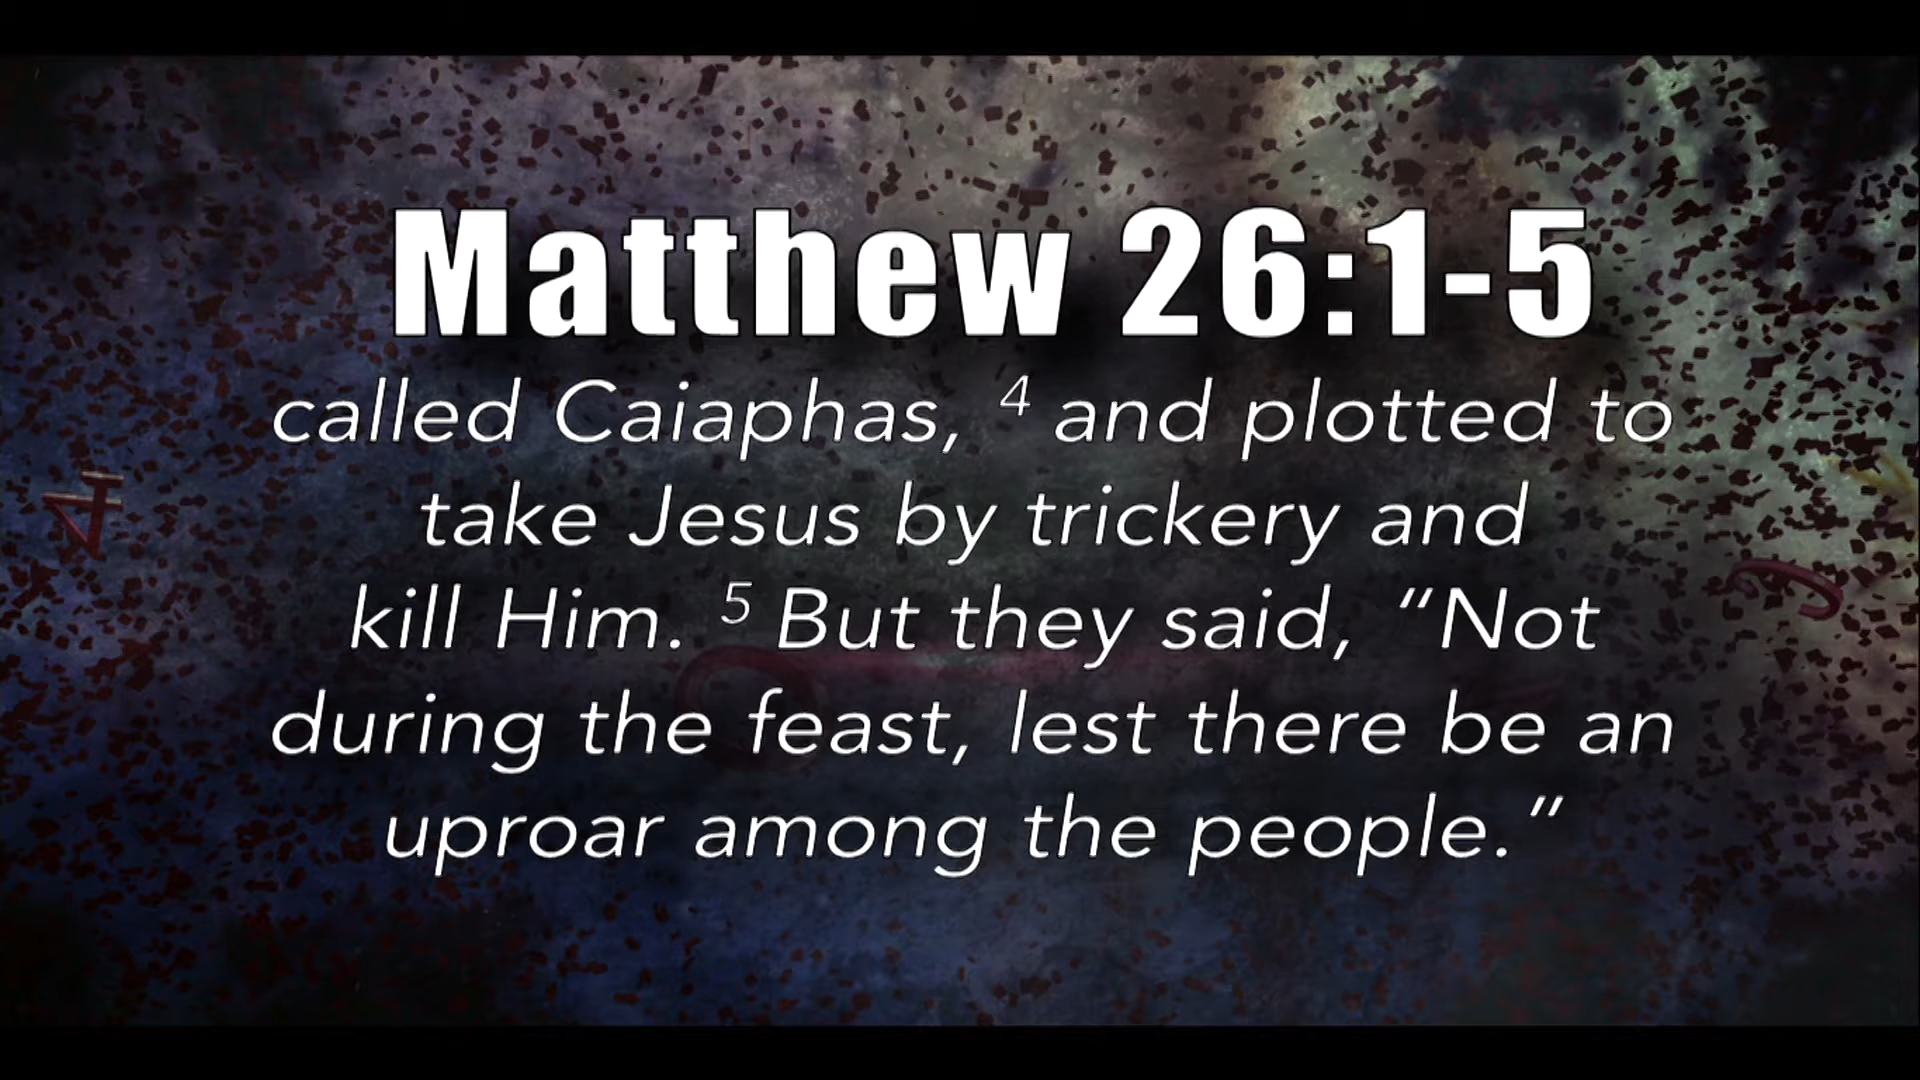 Matthew 26:1-5
called Caiaphas, ⁴ and plotted to
take Jesus by trickery and
kill Him. ⁵ But they said, “Not
during the feast, lest there be an
uproar among the people.”